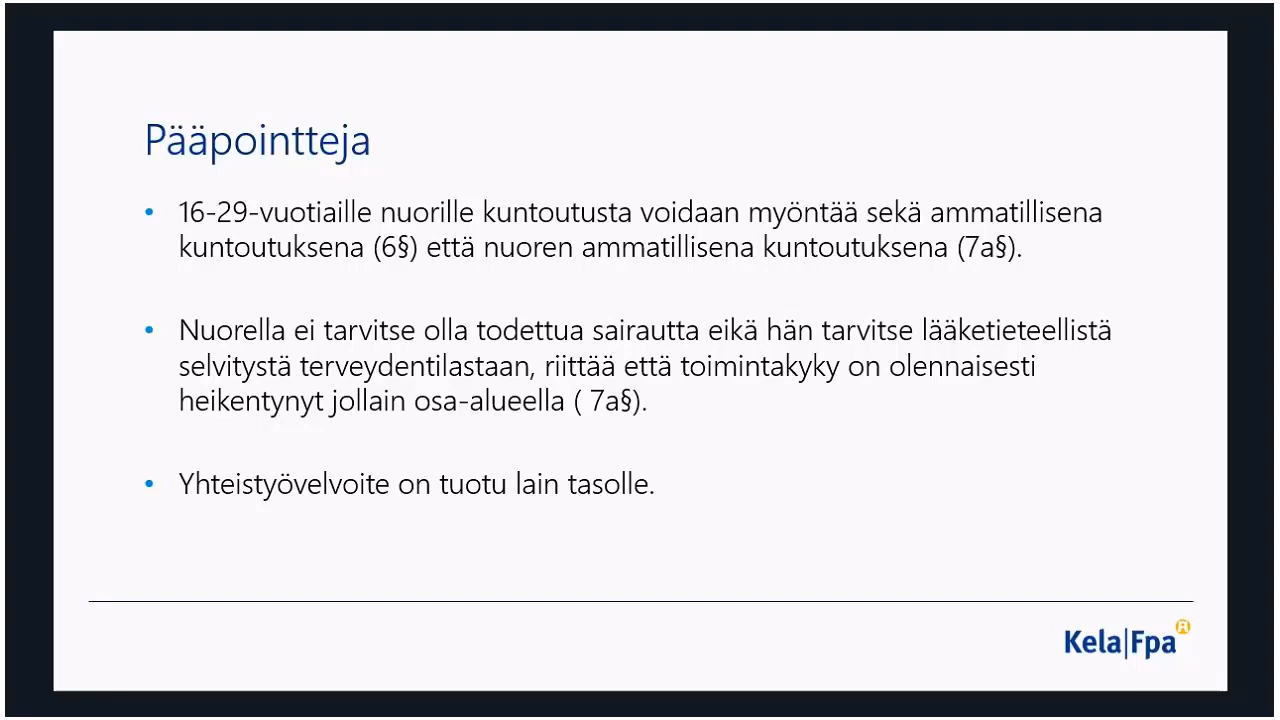 Pääpointteja
• 16-29-vuotiaille nuorille kuntoutusta voidaan myöntää sekä ammatillisena
kuntoutuksena (6§) että nuoren ammatillisena kuntoutuksena (7a§).
• Nuorella ei tarvitse olla todettua sairautta eikä hän tarvitse lääketieteellistä
selvitystä terveydentilastaan, riittää että toimintakyky on olennaisesti
heikentynyt jollain osa-alueella ( 7a§).
• Yhteistyövelvoite on tuotu lain tasolle.
Kela|Fpa